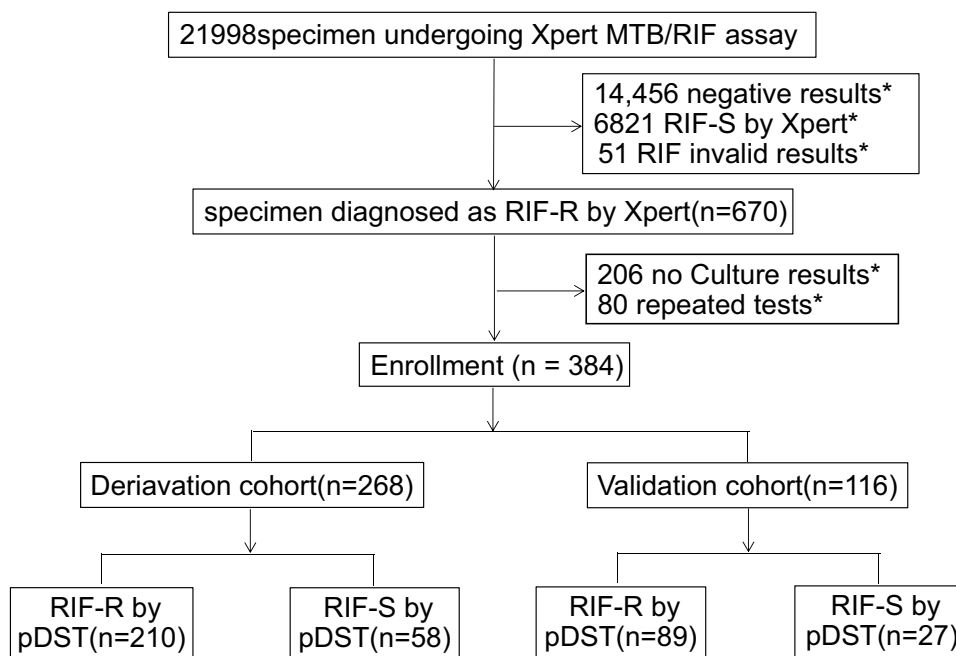 21998specimen undergoing Xpert MTB/RIF assay
14,456 negative results*
6821 RIF-S by Xpert*
51 RIF invalid results*
specimen diagnosed as RIF-R by Xpert(n=670)
206 no Culture results*
80 repeated tests*
Enrollment (n = 384)
Deriavation cohort(n=268)
Validation cohort(n=116)
RIF-R by
pDST(n=210)
RIF-S by
pDST(n=58)
RIF-R by
pDST(n=89)
RIF-S by
pDST(n=27)